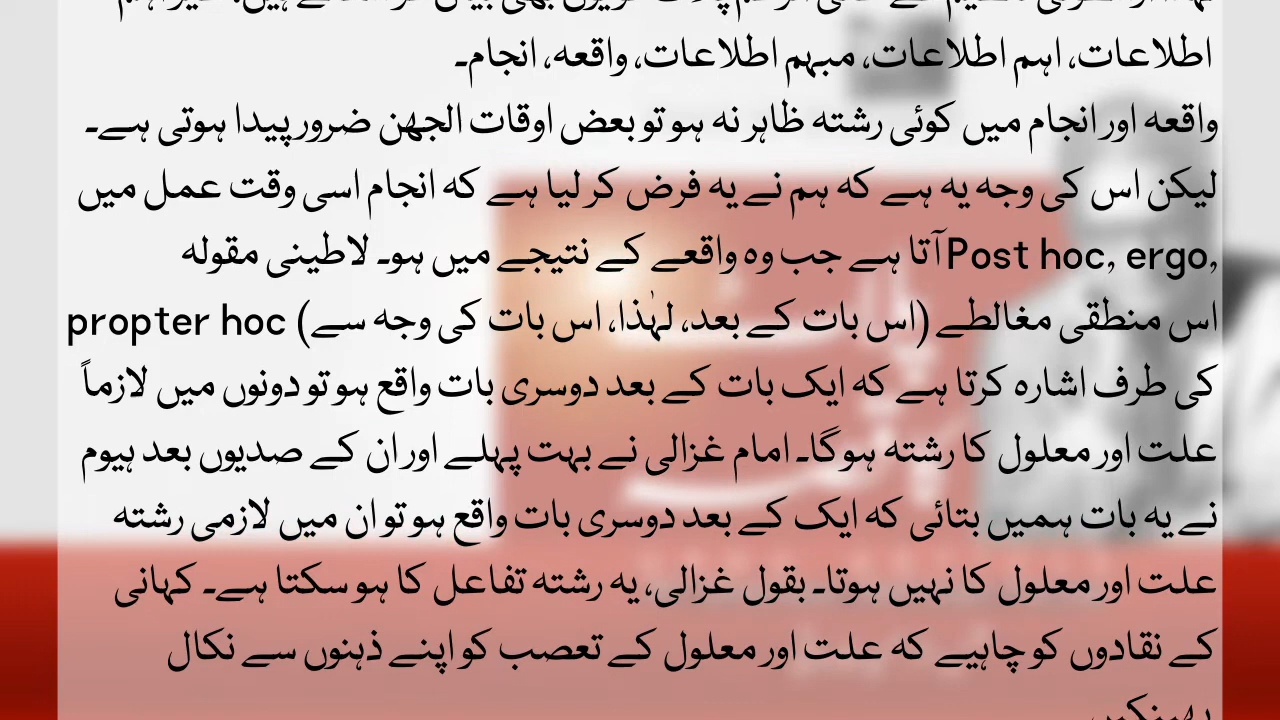 اطلاعات، اہم اطلاعات، مبہم اطلاعات، واقعہ، انجام۔
واقعہ اور انجام میں کوئی رشتہ ظاہر نہ ہو تو بعض اوقات الجھن ضرور پیدا ہوتی ہے۔
لیکن اس کی وجہ یہ ہے کہ ہم نے یہ فرض کر لیا ہے کہ انجام اسی وقت عمل میں
آتا ہے جب وہ واقعے کے نتیجے میں ہو۔ لاطینی مقولہ Post hoc, ergo,
propter hoc (اس بات کے بعد، لہٰذا، اس بات کی وجہ سے) اس منطقی مغالطے
کی طرف اشارہ کرتا ہے کہ ایک بات کے بعد دوسری بات واقع ہو تو دونوں میں لازماً
علت اور معلول کا رشتہ ہوگا۔ امام غزالی نے بہت پہلے اور ان کے صدیوں بعد ہیوم
نے یہ بات ہمیں بتائی کہ ایک کے بعد دوسری بات واقع ہو تو ان میں لازمی رشتہ
علت اور معلول کا نہیں ہوتا۔ بقول غزالی، یہ رشتہ تفاعل کا ہو سکتا ہے۔ کہانی
کے نقادوں کو چاہیے کہ علت اور معلول کے تعصب کو اپنے ذہنوں سے نکال